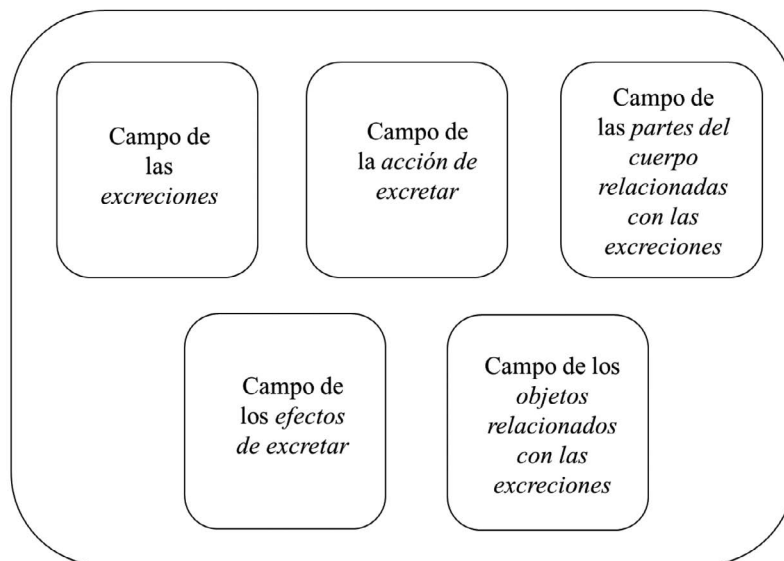 Campo de
las
excreciones
Campo de
la acción de
excretar
Campo de
las partes del
cuerpo
relacionadas
con las
excreciones
Campo de
los efectos
de excretar
Campo de los
objetos
relacionados
con las
excreciones